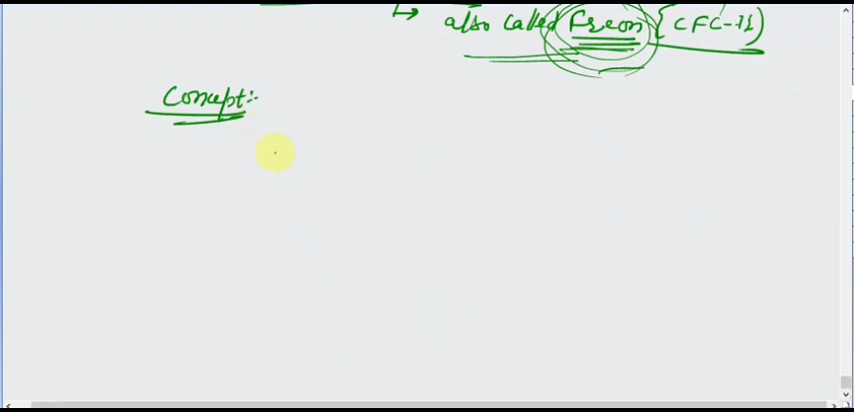 ↳ also called Freon {CFC-11)
Concept:-